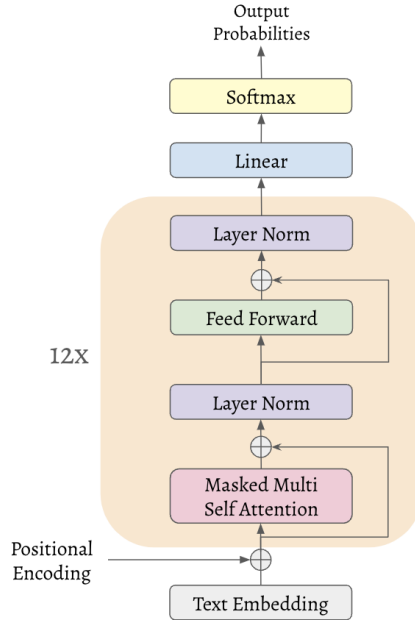 Output
Probabilities
Softmax
Linear
Layer Norm
Feed Forward
12x
Layer Norm
Masked Multi
Self Attention
Positional
Encoding
Text Embedding